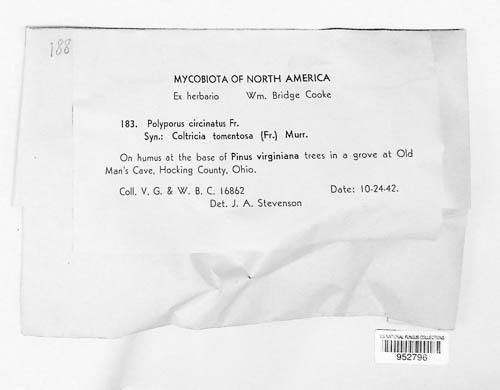 188
MYCOBIOTA OF NORTH AMERICA
Ex herbario Wm. Bridge Cooke
183. Polyporus circinatus Fr.
Syn.: Coltricia tomentosa (Fr.) Murr.
On humus at the base of Pinus virginiana trees in a grove at Old
Man's Cave, Hocking County, Ohio.
Coll. V. G. & W. B. C. 16862 Date: 10-24-42.
Det. J. A. Stevenson
US NATIONAL FUNGUS COLLECTIONS
952796